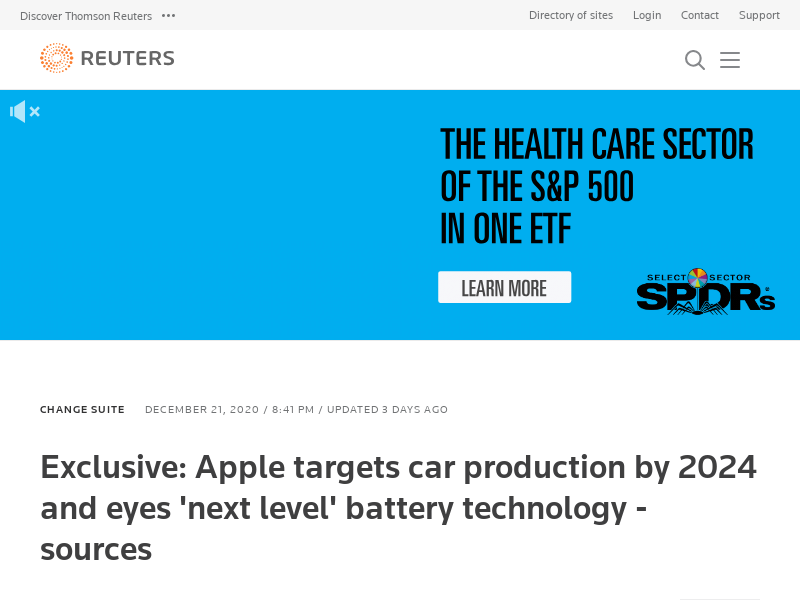 Discover Thomson Reuters
Directory of sites Login Contact Support
REUTERS
THE HEALTH CARE SECTOR
OF THE S&P 500
IN ONE ETF
LEARN MORE
SELECT SECTOR
SPDRs
CHANGE SUITE DECEMBER 21, 2020 / 8:41 PM / UPDATED 3 DAYS AGO
Exclusive: Apple targets car production by 2024
and eyes 'next level' battery technology -
sources